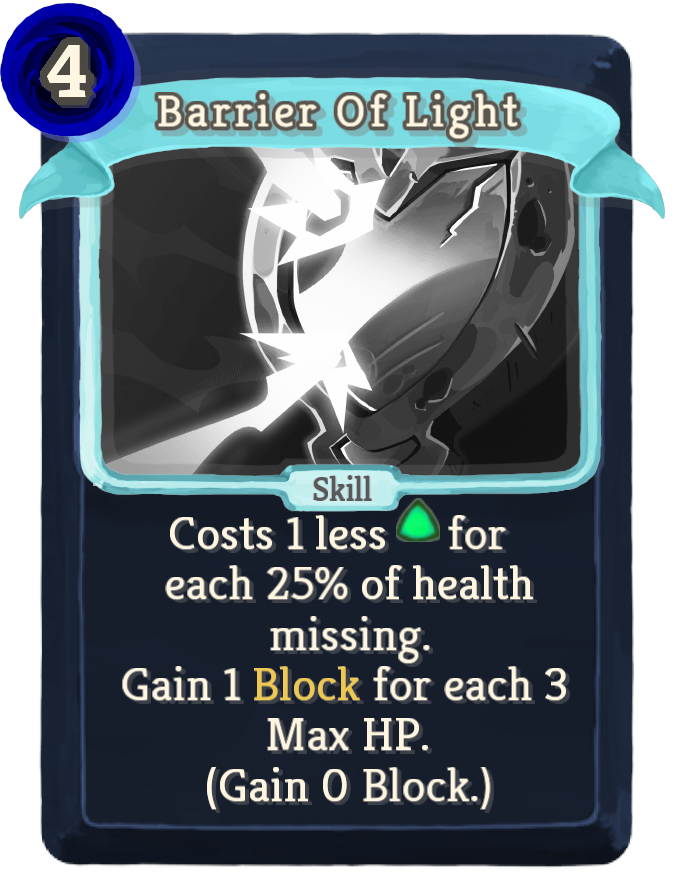 4
Barrier Of Light
Skill
Costs 1 less for
each 25% of health
missing.
Gain 1 Block for each 3
Max HP.
(Gain 0 Block.)